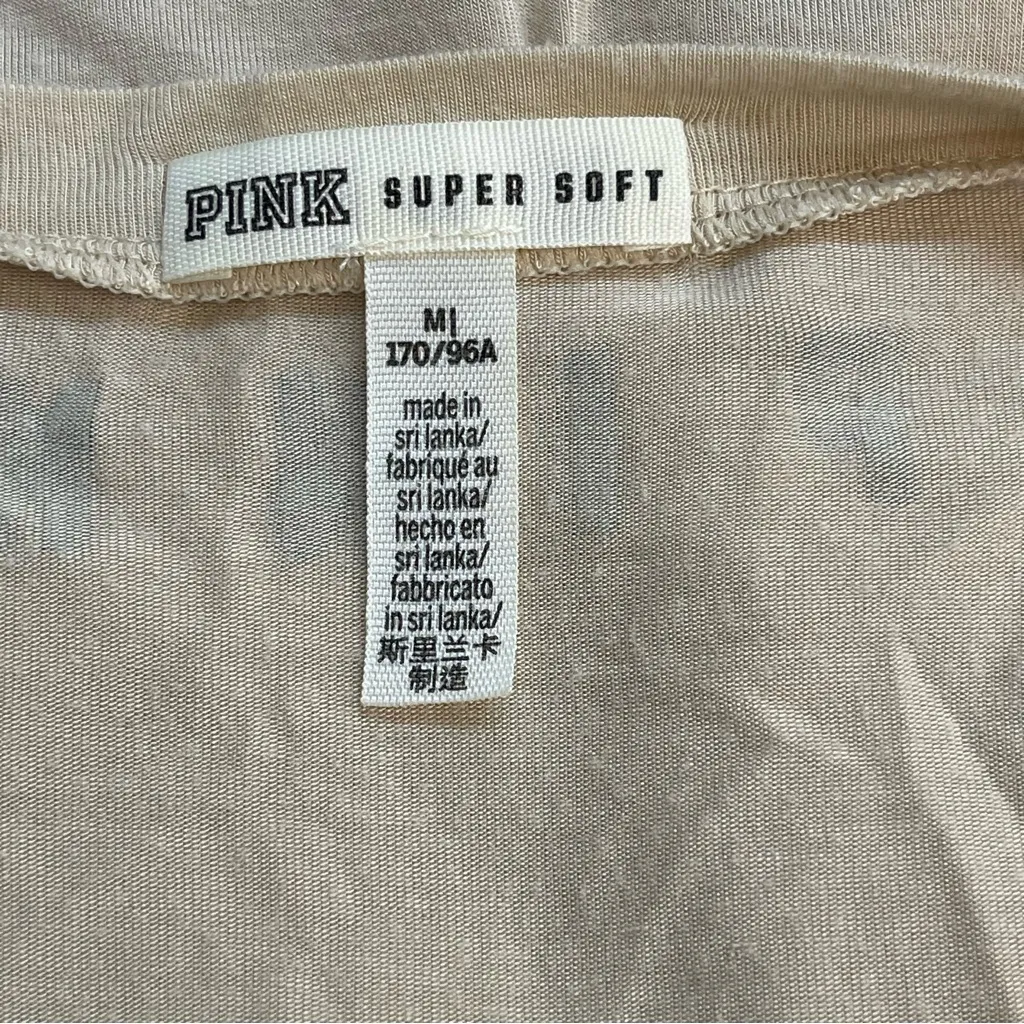 PINK SUPER SOFT
M|
170/96A
made in
sri lanka/
fabriqué au
sri lanka/
hecho en
sri lanka/
fabbricato
in sri lanka/
斯里兰卡
制造